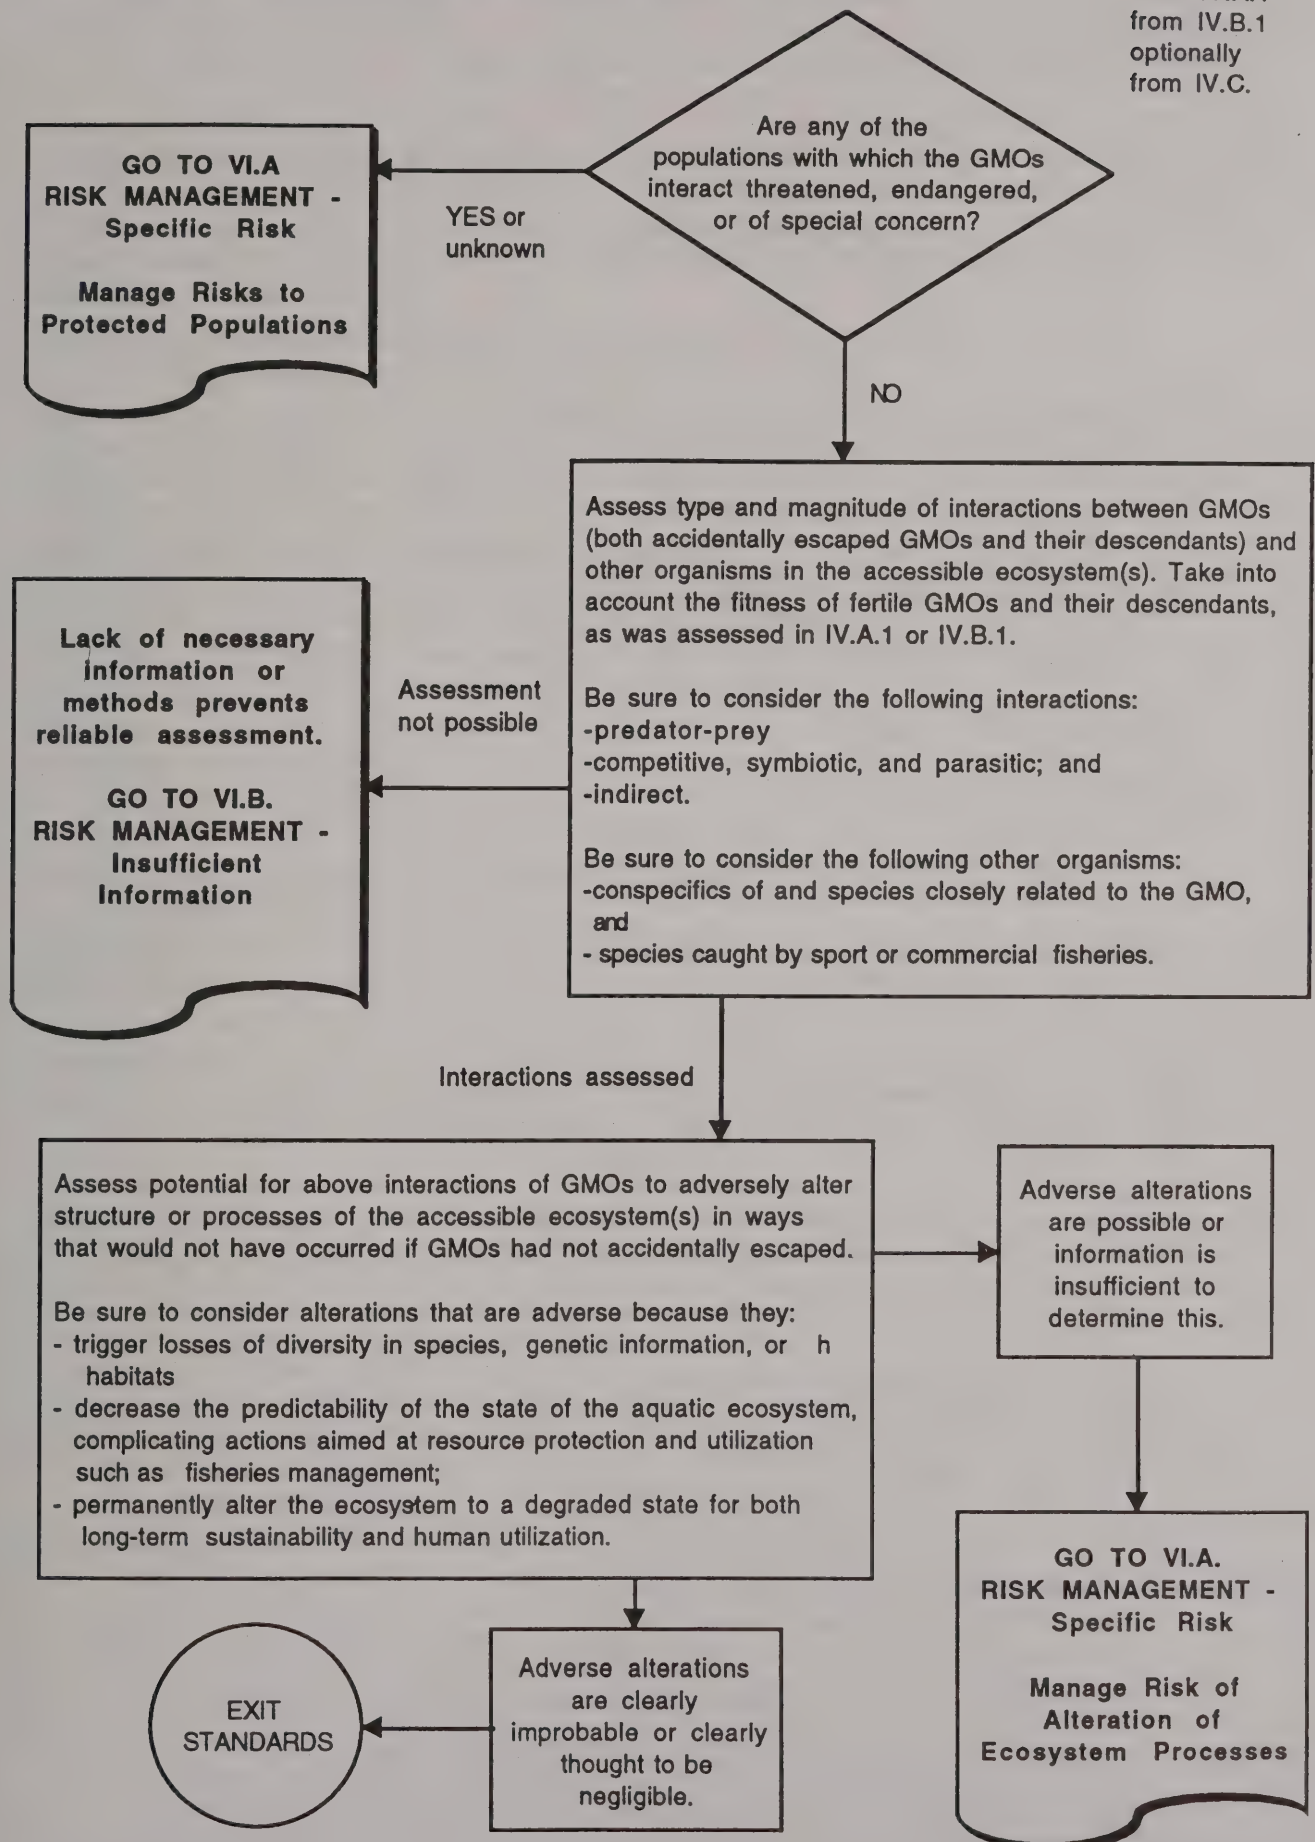 from IV.B.1
optionally
from IV.C.
Are any of the
populations with which the GMOs
interact threatened, endangered,
or of special concern?
GO TO VI.A
RISK MANAGEMENT -
Specific Risk
Manage Risks to
Protected Populations
YES or
unknown
NO
Assess type and magnitude of interactions between GMOs
(both accidentally escaped GMOs and their descendants) and
other organisms in the accessible ecosystem(s). Take into
account the fitness of fertile GMOs and their descendants,
as was assessed in IV.A.1 or IV.B.1.
Be sure to consider the following interactions:
-predator-prey
-competitive, symbiotic, and parasitic; and
-indirect.
Be sure to consider the following other organisms:
-conspecifics of and species closely related to the GMO,
and
- species caught by sport or commercial fisheries.
Lack of necessary
information or
methods prevents
reliable assessment.
GO TO VI.B.
RISK MANAGEMENT -
Insufficient
Information
Assessment
not possible
Interactions assessed
Assess potential for above interactions of GMOs to adversely alter
structure or processes of the accessible ecosystem(s) in ways
that would not have occurred if GMOs had not accidentally escaped.
Be sure to consider alterations that are adverse because they:
- trigger losses of diversity in species, genetic information, or h
habitats
- decrease the predictability of the state of the aquatic ecosystem,
complicating actions aimed at resource protection and utilization
such as fisheries management;
- permanently alter the ecosystem to a degraded state for both
long-term sustainability and human utilization.
Adverse alterations
are possible or
information is
insufficient to
determine this.
GO TO VI.A.
RISK MANAGEMENT -
Specific Risk
Manage Risk of
Alteration of
Ecosystem Processes
Adverse alterations
are clearly
improbable or clearly
thought to be
negligible.
EXIT
STANDARDS